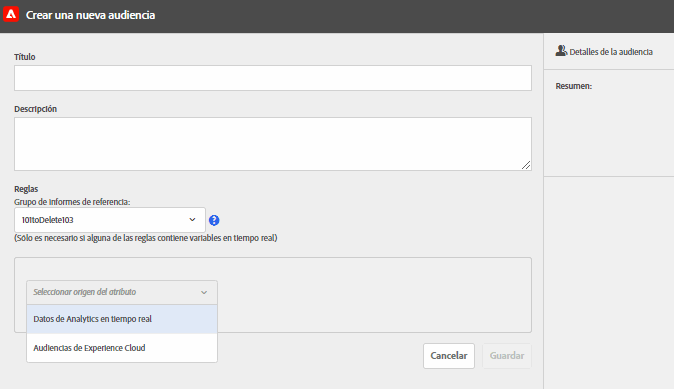 Crear una nueva audiencia
Título
Detalles de la audiencia
Resumen:
Descripción
Reglas
Grupo de informes de referencia:
101toDelete103
(Sólo es necesario si alguna de las reglas contiene variables en tiempo real)
Seleccionar origen del atributo
Datos de Analytics en tiempo real
Audiencias de Experience Cloud
Cancelar
Guardar